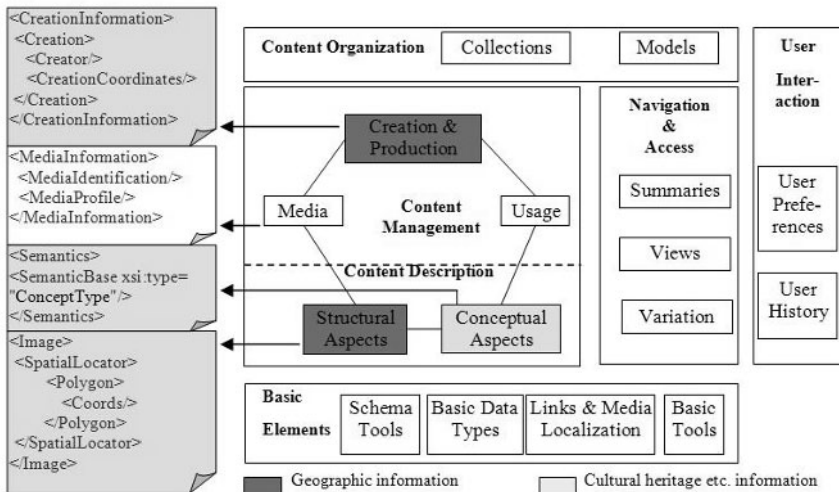 <CreationInformation>
<Creation>
<Creator/>
<CreationCoordinates/>
</Creation>
</CreationInformation>
<MediaInformation>
<MediaIdentification/>
<MediaProfile/>
</MediaInformation>
<Semantics>
<SemanticBase xsi:type=
"ConceptType"/>
</Semantics>
<Image>
<SpatialLocator>
<Polygon>
<Coords/>
</Polygon>
</SpatialLocator>
</Image>
Content Organization
Collections
Models
Creation &
Production
Media
Content
Management
Usage
Content Description
Structural
Aspects
Conceptual
Aspects
Navigation
&
Access
Summaries
Views
Variation
User
Inter-
action
User
Prefe-
rences
User
History
Basic
Elements
Schema
Tools
Basic Data
Types
Links & Media
Localization
Basic
Tools
Geographic information
Cultural heritage etc. information